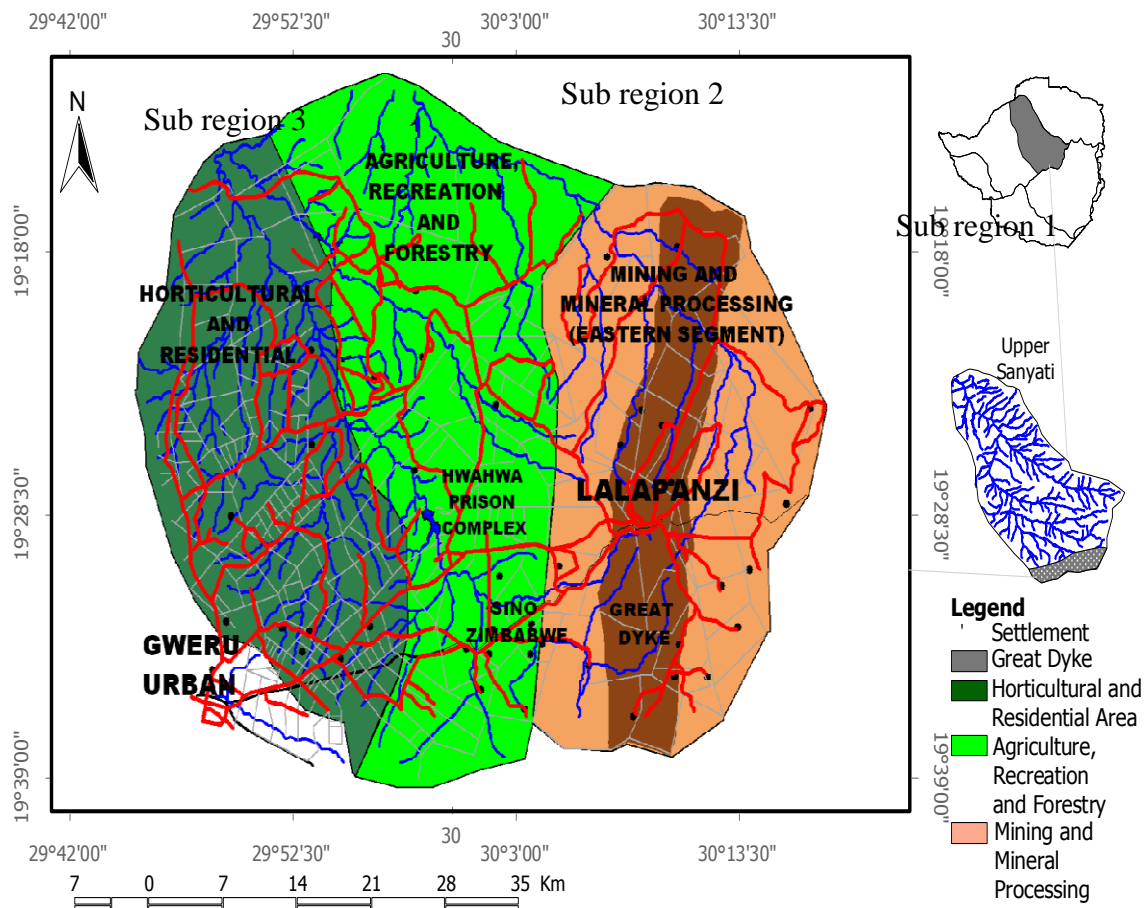 29°42'00"
29°52'30"
30
30°3'00"
30°13'30"
Sub region 2
Sub region 3
N
AGRICULTURE,
RECREATION
AND
FORESTRY
Sub region 1
19°18'00"
19°18'00"
MINING AND
MINERAL PROCESSING
(EASTERN SEGMENT)
HORTICULTURAL
AND
RESIDENTIAL
Upper
Sanyati
HWAHWA
PRISON
COMPLEX
LALAPANZI
19°28'30"
19°28'30"
SINO
ZIMBABWE
GREAT
DYKE
GWERU
URBAN
19°39'00"
19°39'00"
Legend
Settlement
Great Dyke
Horticultural and
Residential Area
Agriculture,
Recreation
and Forestry
Mining and
Mineral
Processing
29°42'00"
29°52'30"
30
30°3'00"
30°13'30"
7 0 7 14 21 28 35 Km